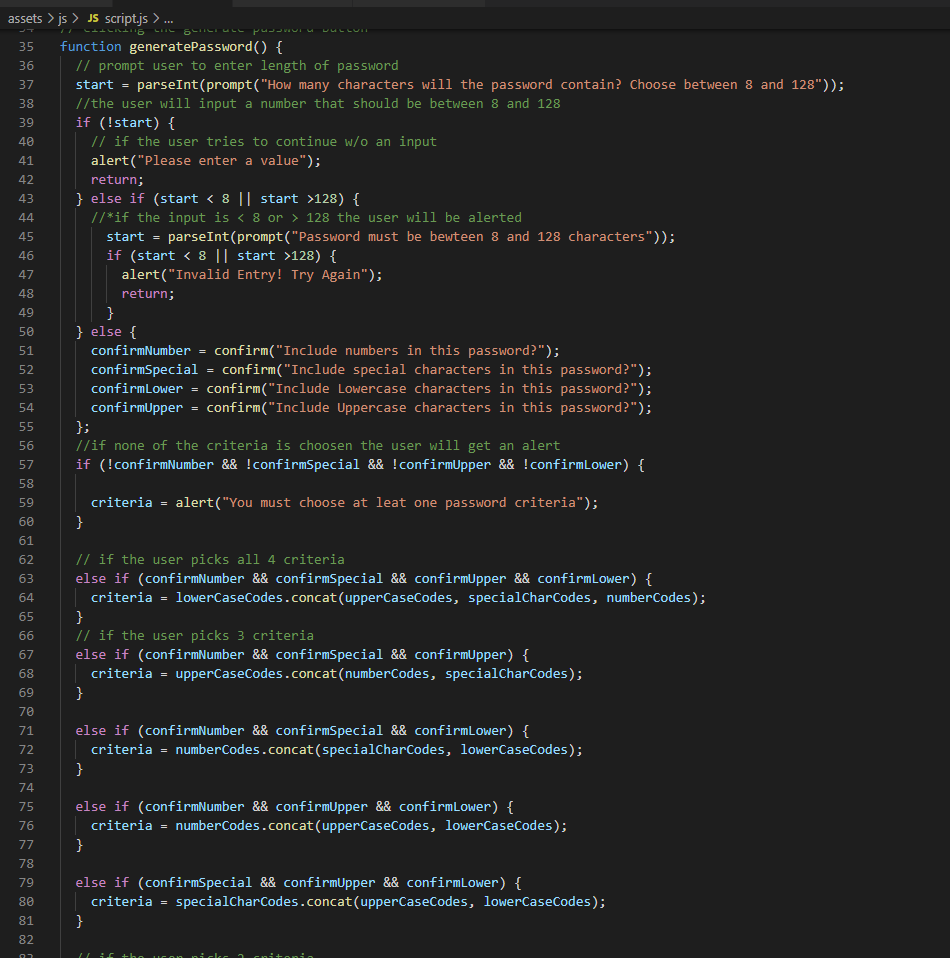 assets > js > JS script.js > ...
34 // clicking the generate password button
35 function generatePassword() {
36 // prompt user to enter length of password
37 start = parseInt(prompt("How many characters will the password contain? Choose between 8 and 128"));
38 //the user will input a number that should be between 8 and 128
39 if (!start) {
40 // if the user tries to continue w/o an input
41 alert("Please enter a value");
42 return;
43 } else if (start < 8 || start >128) {
44 //*if the input is < 8 or > 128 the user will be alerted
45 start = parseInt(prompt("Password must be bewteen 8 and 128 characters"));
46 if (start < 8 || start >128) {
47 alert("Invalid Entry! Try Again");
48 return;
49 }
50 } else {
51 confirmNumber = confirm("Include numbers in this password?");
52 confirmSpecial = confirm("Include special characters in this password?");
53 confirmLower = confirm("Include Lowercase characters in this password?");
54 confirmUpper = confirm("Include Uppercase characters in this password?");
55 };
56 //if none of the criteria is choosen the user will get an alert
57 if (!confirmNumber && !confirmSpecial && !confirmUpper && !confirmLower) {
58
59 criteria = alert("You must choose at leat one password criteria");
60 }
61
62 // if the user picks all 4 criteria
63 else if (confirmNumber && confirmSpecial && confirmUpper && confirmLower) {
64 criteria = lowerCaseCodes.concat(upperCaseCodes, specialCharCodes, numberCodes);
65 }
66 // if the user picks 3 criteria
67 else if (confirmNumber && confirmSpecial && confirmUpper) {
68 criteria = upperCaseCodes.concat(numberCodes, specialCharCodes);
69 }
70
71 else if (confirmNumber && confirmSpecial && confirmLower) {
72 criteria = numberCodes.concat(specialCharCodes, lowerCaseCodes);
73 }
74
75 else if (confirmNumber && confirmUpper && confirmLower) {
76 criteria = numberCodes.concat(upperCaseCodes, lowerCaseCodes);
77 }
78
79 else if (confirmSpecial && confirmUpper && confirmLower) {
80 criteria = specialCharCodes.concat(upperCaseCodes, lowerCaseCodes);
81 }
82
83 // if the user picks 2 criteria